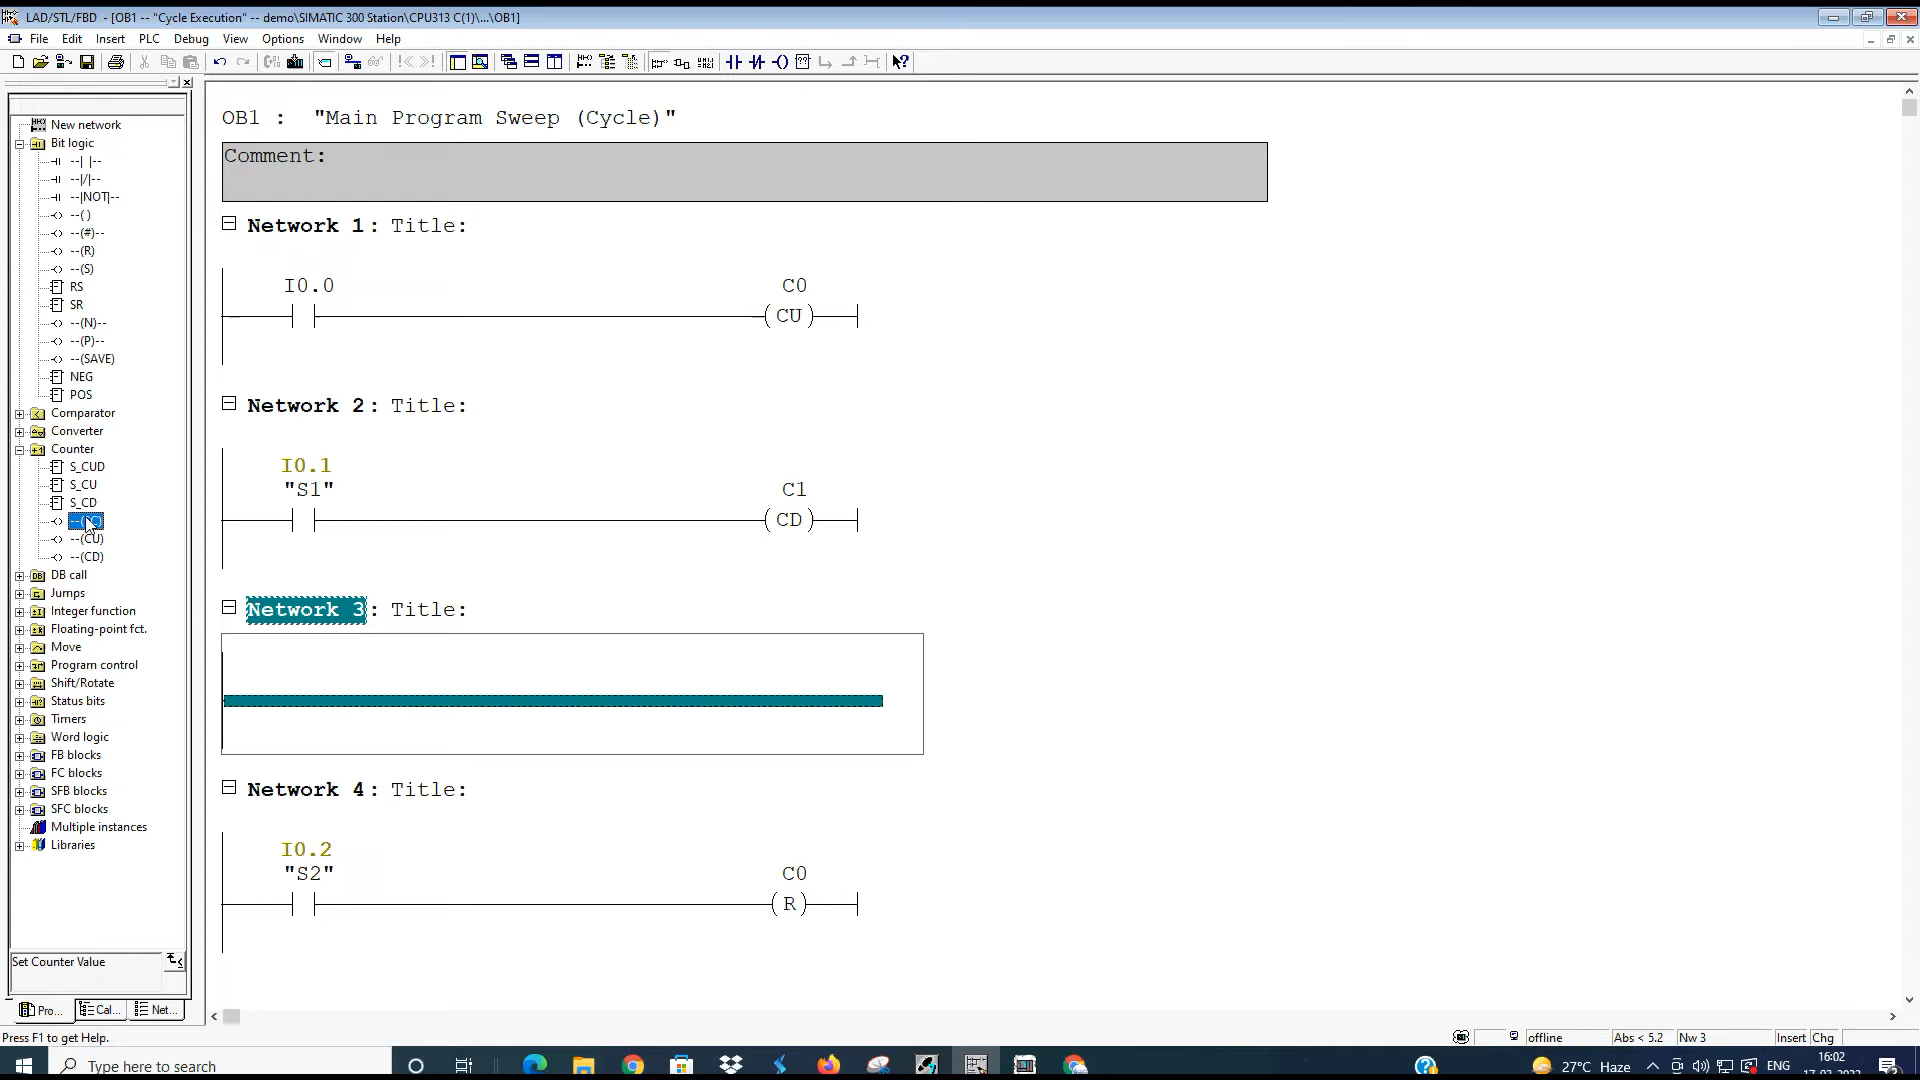 LAD/STL/FBD - [OB1 -- "Cycle Execution" -- demo\SIMATIC 300 Station\CPU313 C(1)\...\OB1]
File Edit Insert PLC Debug View Options Window Help
New network
Bit logic
--| |--
--|/|--
--|NOT|--
--( )
--(#)--
--(R)
--(S)
RS
SR
--(N)--
--(P)--
--(SAVE)
NEG
POS
Comparator
Converter
Counter
S_CUD
S_CU
S_CD
--(CU)
--(CD)
DB call
Jumps
Integer function
Floating-point fct.
Move
Program control
Shift/Rotate
Status bits
Timers
Word logic
FB blocks
FC blocks
SFB blocks
SFC blocks
Multiple instances
Libraries
Set Counter Value
Pro... Cal... Net...
OB1 : "Main Program Sweep (Cycle)"
Comment:
Network 1: Title:
I0.0 C0
(CU)
Network 2: Title:
I0.1
"S1" C1
(CD)
Network 3: Title:
Network 4: Title:
I0.2
"S2" C0
(R)
Press F1 to get Help.
offline Abs < 5.2 Nw 3 Insert Chg
Type here to search
27°C Haze ENG
16:02